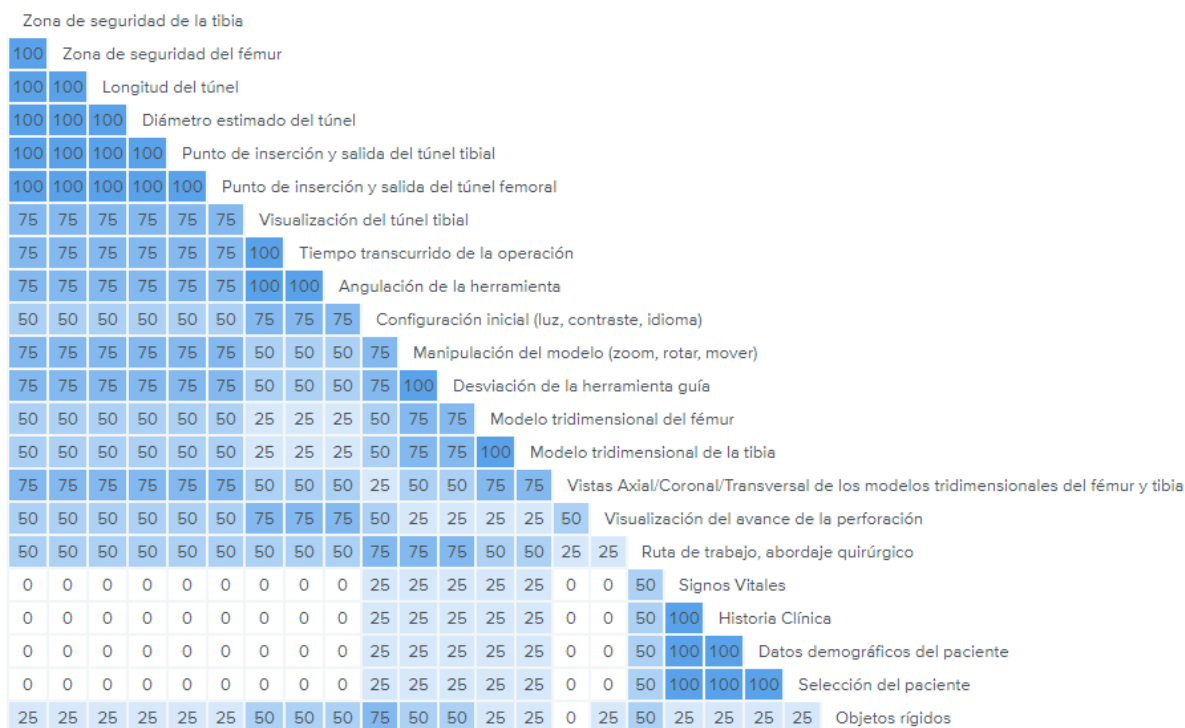 Zona de seguridad de la tibia
100 Zona de seguridad del fémur
100 100 Longitud del túnel
100 100 100 Diámetro estimado del túnel
100 100 100 100 Punto de inserción y salida del túnel tibial
100 100 100 100 100 Punto de inserción y salida del túnel femoral
75 75 75 75 75 75 Visualización del túnel tibial
75 75 75 75 75 75 100 Tiempo transcurrido de la operación
75 75 75 75 75 75 100 100 Angulación de la herramienta
50 50 50 50 50 50 75 75 75 Configuración inicial (luz, contraste, idioma)
75 75 75 75 75 75 50 50 50 75 Manipulación del modelo (zoom, rotar, mover)
75 75 75 75 75 75 50 50 50 75 100 Desviación de la herramienta guía
50 50 50 50 50 50 25 25 25 50 75 75 Modelo tridimensional del fémur
50 50 50 50 50 50 25 25 25 50 75 75 100 Modelo tridimensional de la tibia
75 75 75 75 75 75 50 50 50 25 50 50 75 75 Vistas Axial/Coronal/Transversal de los modelos tridimensionales del fémur y tibia
50 50 50 50 50 50 75 75 75 50 25 25 25 25 50 Visualización del avance de la perforación
50 50 50 50 50 50 50 50 50 75 75 75 50 50 25 25 Ruta de trabajo, abordaje quirúrgico
0 0 0 0 0 0 0 0 0 25 25 25 25 25 0 0 50 Signos Vitales
0 0 0 0 0 0 0 0 0 25 25 25 25 25 0 0 50 100 Historia Clínica
0 0 0 0 0 0 0 0 0 25 25 25 25 25 0 0 50 100 100 Datos demográficos del paciente
0 0 0 0 0 0 0 0 0 25 25 25 25 25 0 0 50 100 100 100 Selección del paciente
25 25 25 25 25 25 50 50 50 75 50 50 25 25 0 25 50 25 25 25 25 Objetos rígidos